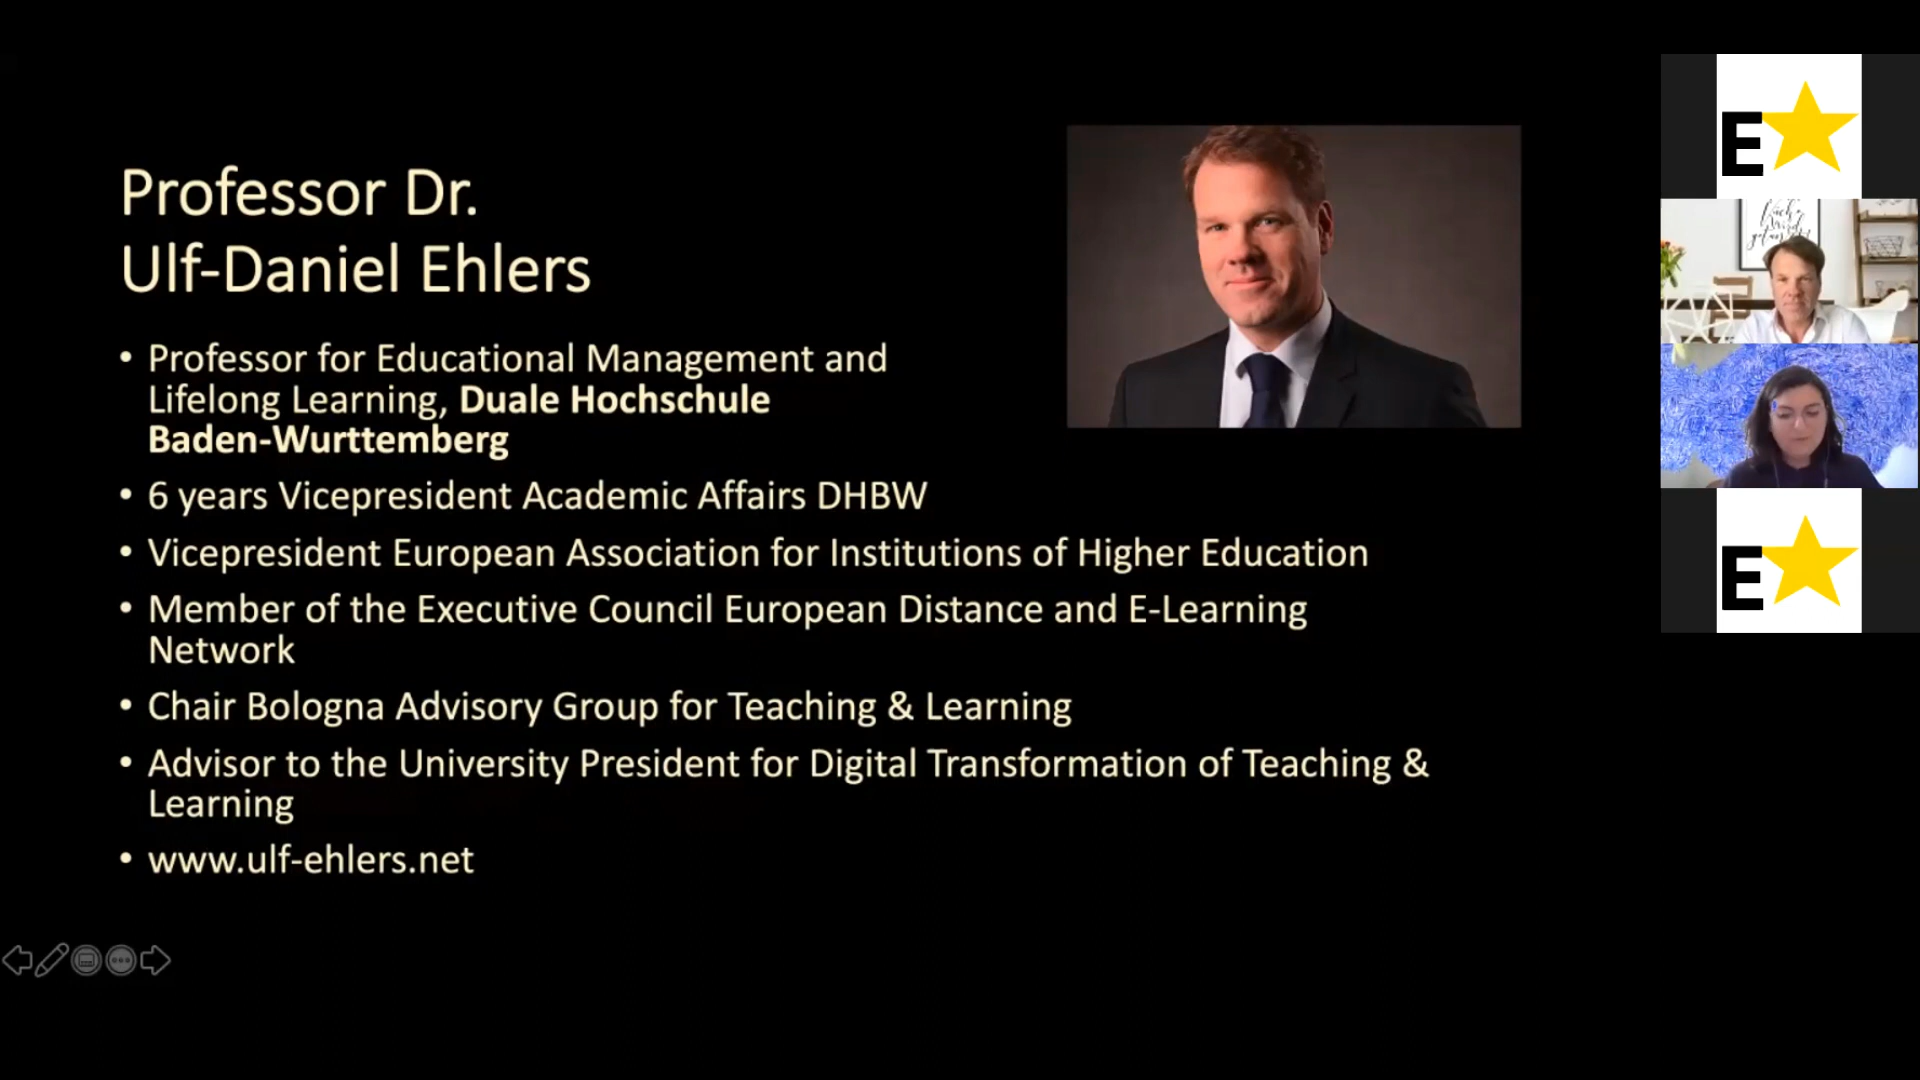 Professor Dr.
Ulf-Daniel Ehlers
• Professor for Educational Management and
Lifelong Learning, Duale Hochschule
Baden-Wurttemberg
• 6 years Vicepresident Academic Affairs DHBW
• Vicepresident European Association for Institutions of Higher Education
• Member of the Executive Council European Distance and E-Learning
Network
• Chair Bologna Advisory Group for Teaching & Learning
• Advisor to the University President for Digital Transformation of Teaching &
Learning
• www.ulf-ehlers.net
E
E